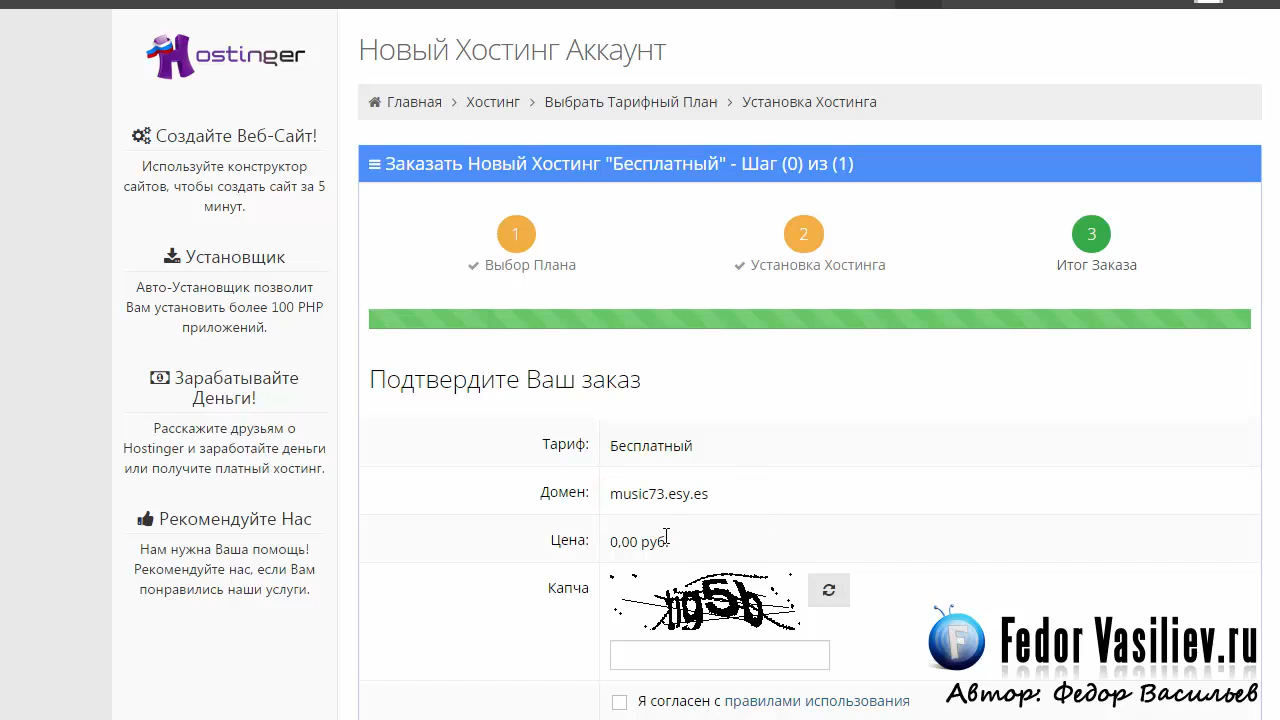 Hostinger
Создайте Веб-Сайт!
Используйте конструктор
сайтов, чтобы создать сайт за 5
минут.
Установщик
Авто-Установщик позволит
Вам установить более 100 PHP
приложений.
Зарабатывайте
Деньги!
Расскажите друзьям о
Hostinger и заработайте деньги
или получите платный хостинг.
Рекомендуйте Нас
Нам нужна Ваша помощь!
Рекомендуйте нас, если Вам
понравились наши услуги.
Новый Хостинг Аккаунт
Главная > Хостинг > Выбрать Тарифный План > Установка Хостинга
Заказать Новый Хостинг "Бесплатный" - Шаг (0) из (1)
1 2 3
Выбор Плана Установка Хостинга Итог Заказа
Подтвердите Ваш заказ
Тариф: Бесплатный
Домен: music73.esy.es
Цена: 0,00 руб.
Капча
Я согласен с правилами использования
Fedor Vasiliev.ru
Автор: Федор Васильев